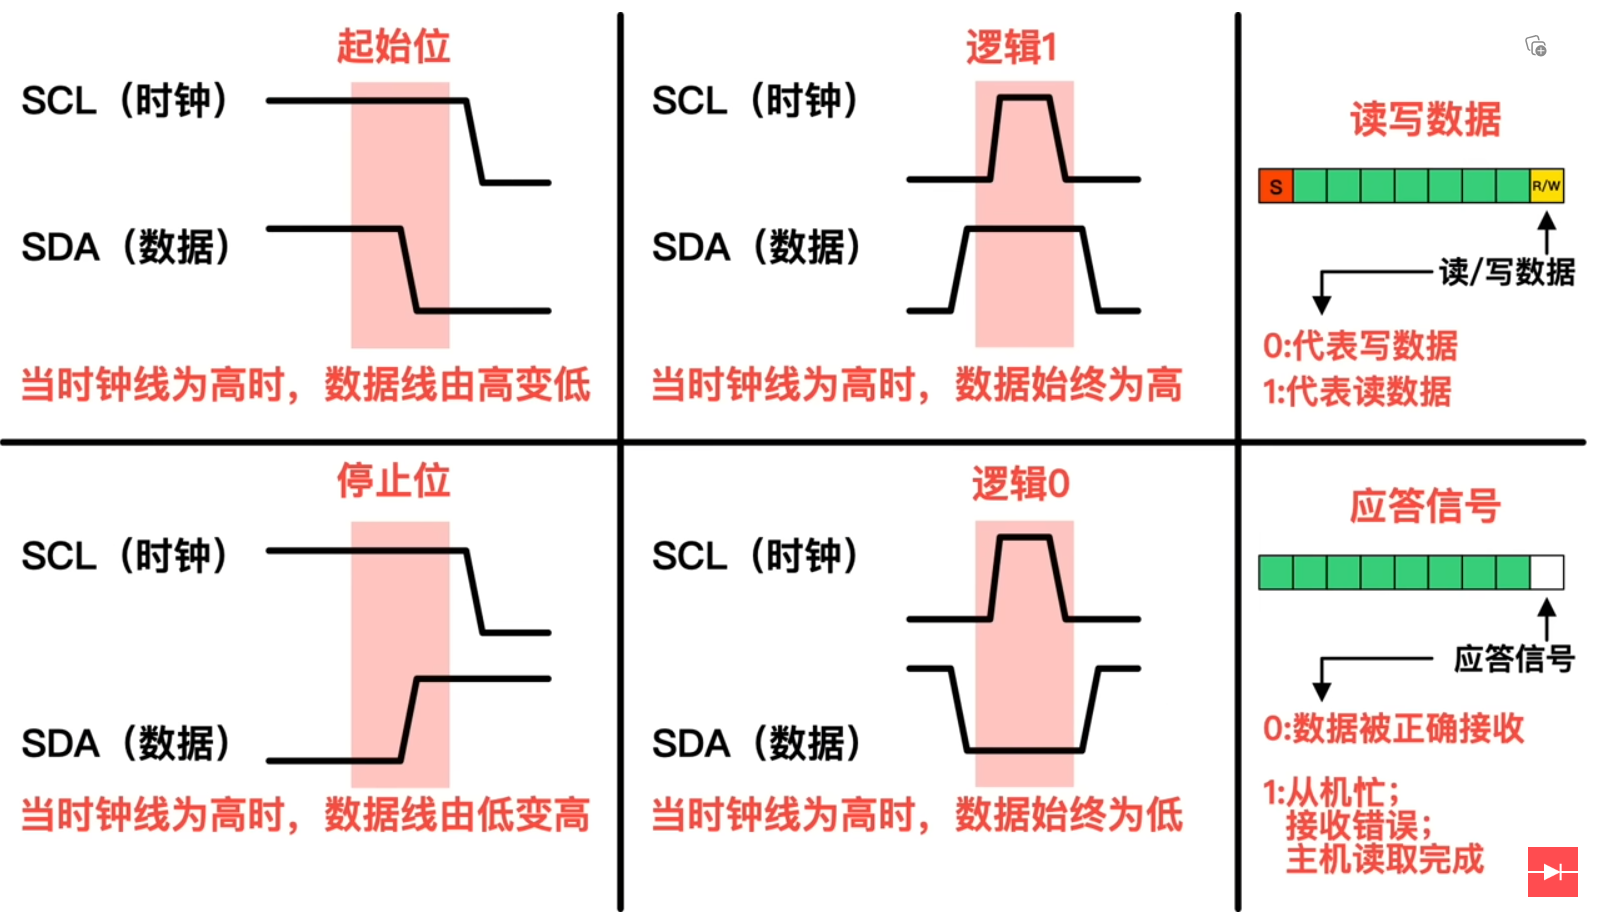 起始位
SCL（时钟）
SDA（数据）
当时钟线为高时，数据线由高变低
逻辑1
SCL（时钟）
SDA（数据）
当时钟线为高时，数据始终为高
读写数据
S
R/W
读/写数据
0:代表写数据
1:代表读数据
停止位
SCL（时钟）
SDA（数据）
当时钟线为高时，数据线由低变高
逻辑0
SCL（时钟）
SDA（数据）
当时钟线为高时，数据始终为低
应答信号
应答信号
0:数据被正确接收
1:从机忙；
接收错误；
主机读取完成